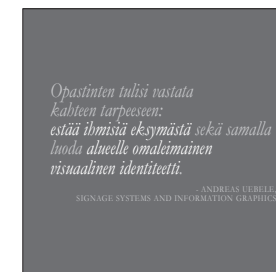 Opastinten tulisi vastata
kahteen tarpeeseen:
estää ihmisiä eksymästä sekä samalla
luoda alueelle omaleimainen
visuaalinen identiteetti.
- ANDREAS UEBELE,
SIGNAGE SYSTEMS AND INFORMATION GRAPHICS